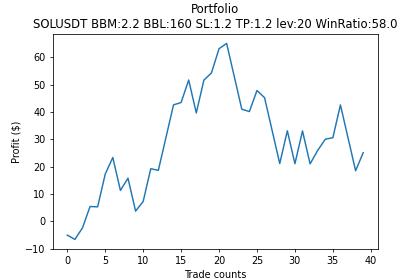 Portfolio
SOLUSDT BBM:2.2 BBL:160 SL:1.2 TP:1.2 lev:20 WinRatio:58.0
Profit ($)
60
50
40
30
20
10
0
−10
0 5 10 15 20 25 30 35 40
Trade counts